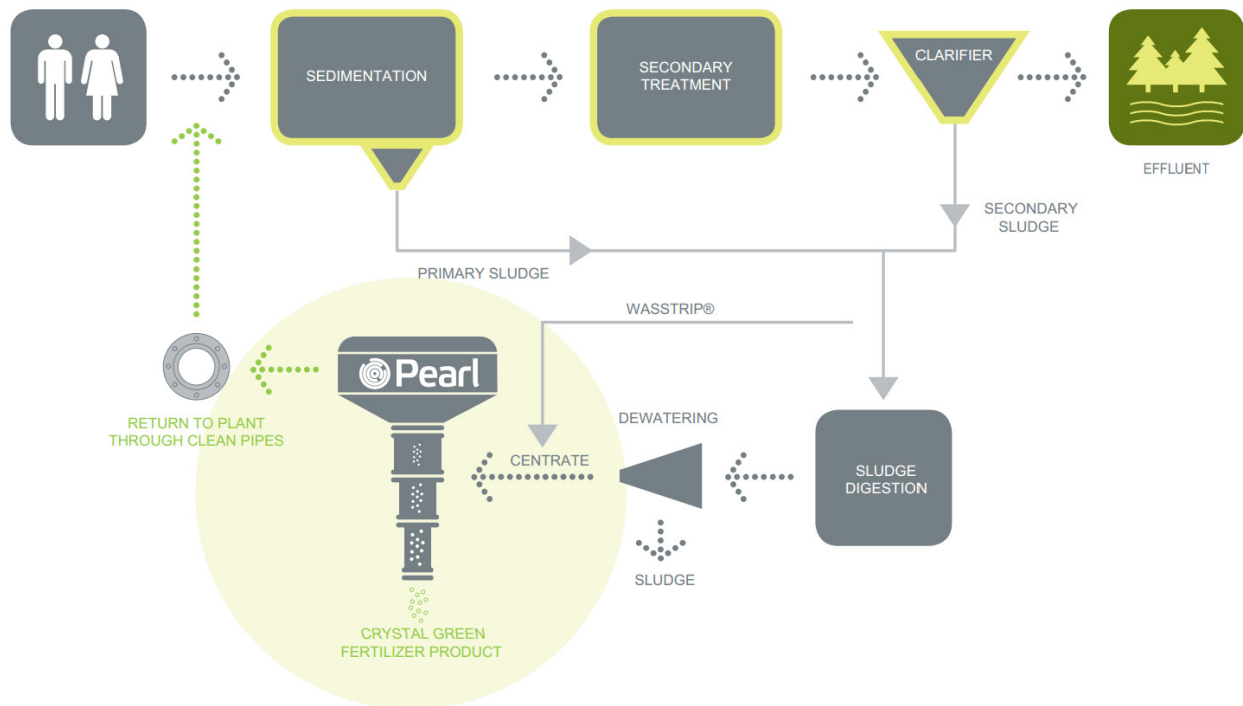 SEDIMENTATION
SECONDARY
TREATMENT
CLARIFIER
EFFLUENT
SECONDARY
SLUDGE
PRIMARY SLUDGE
WASSTRIP®
Pearl
RETURN TO PLANT
THROUGH CLEAN PIPES
DEWATERING
CENTRATE
SLUDGE
DIGESTION
SLUDGE
CRYSTAL GREEN
FERTILIZER PRODUCT